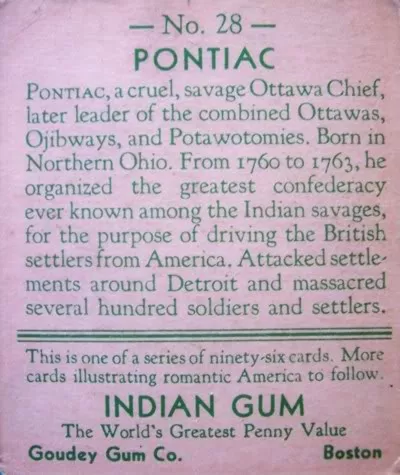 — No. 28 —
PONTIAC
PONTIAC, a cruel, savage Ottawa Chief,
later leader of the combined Ottawas,
Ojibways, and Potawotomies. Born in
Northern Ohio. From 1760 to 1763, he
organized the greatest confederacy
ever known among the Indian savages,
for the purpose of driving the British
settlers from America. Attacked settle-
ments around Detroit and massacred
several hundred soldiers and settlers.
This is one of a series of ninety-six cards. More
cards illustrating romantic America to follow.
INDIAN GUM
The World's Greatest Penny Value
Goudey Gum Co. Boston